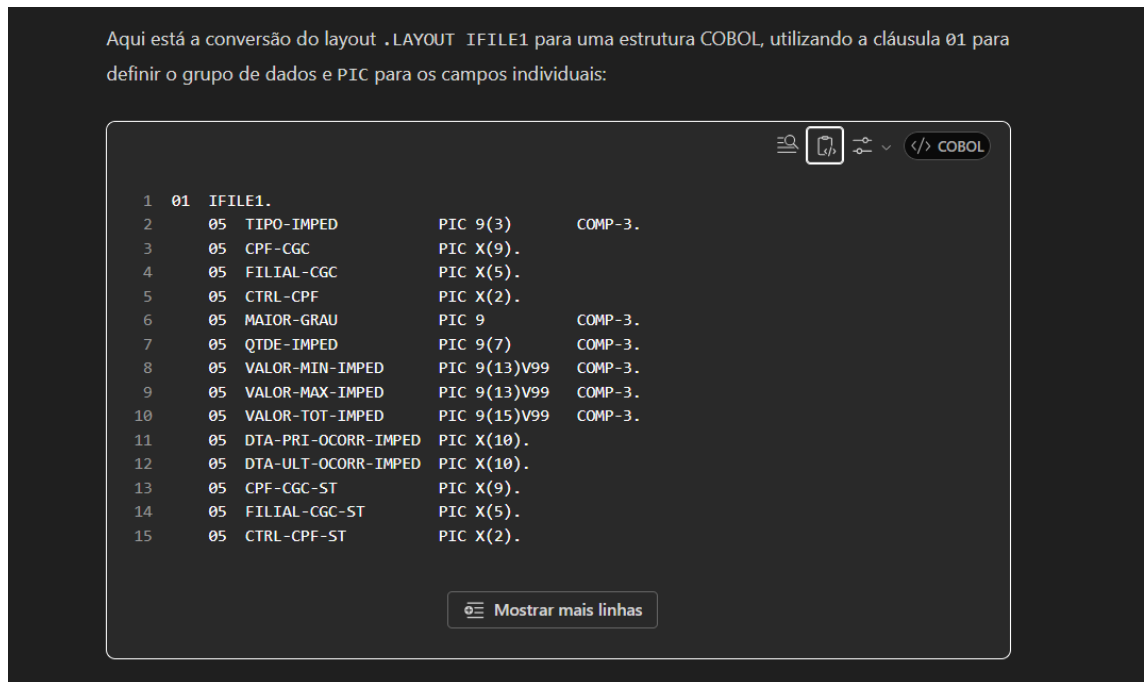 Aqui está a conversão do layout .LAYOUT IFILE1 para uma estrutura COBOL, utilizando a cláusula 01 para
definir o grupo de dados e PIC para os campos individuais:
</> COBOL
1 01 IFILE1.
2 05 TIPO-IMPED PIC 9(3) COMP-3.
3 05 CPF-CGC PIC X(9).
4 05 FILIAL-CGC PIC X(5).
5 05 CTRL-CPF PIC X(2).
6 05 MAIOR-GRAU PIC 9 COMP-3.
7 05 QTDE-IMPED PIC 9(7) COMP-3.
8 05 VALOR-MIN-IMPED PIC 9(13)V99 COMP-3.
9 05 VALOR-MAX-IMPED PIC 9(13)V99 COMP-3.
10 05 VALOR-TOT-IMPED PIC 9(15)V99 COMP-3.
11 05 DTA-PRI-OCORR-IMPED PIC X(10).
12 05 DTA-ULT-OCORR-IMPED PIC X(10).
13 05 CPF-CGC-ST PIC X(9).
14 05 FILIAL-CGC-ST PIC X(5).
15 05 CTRL-CPF-ST PIC X(2).
Mostrar mais linhas